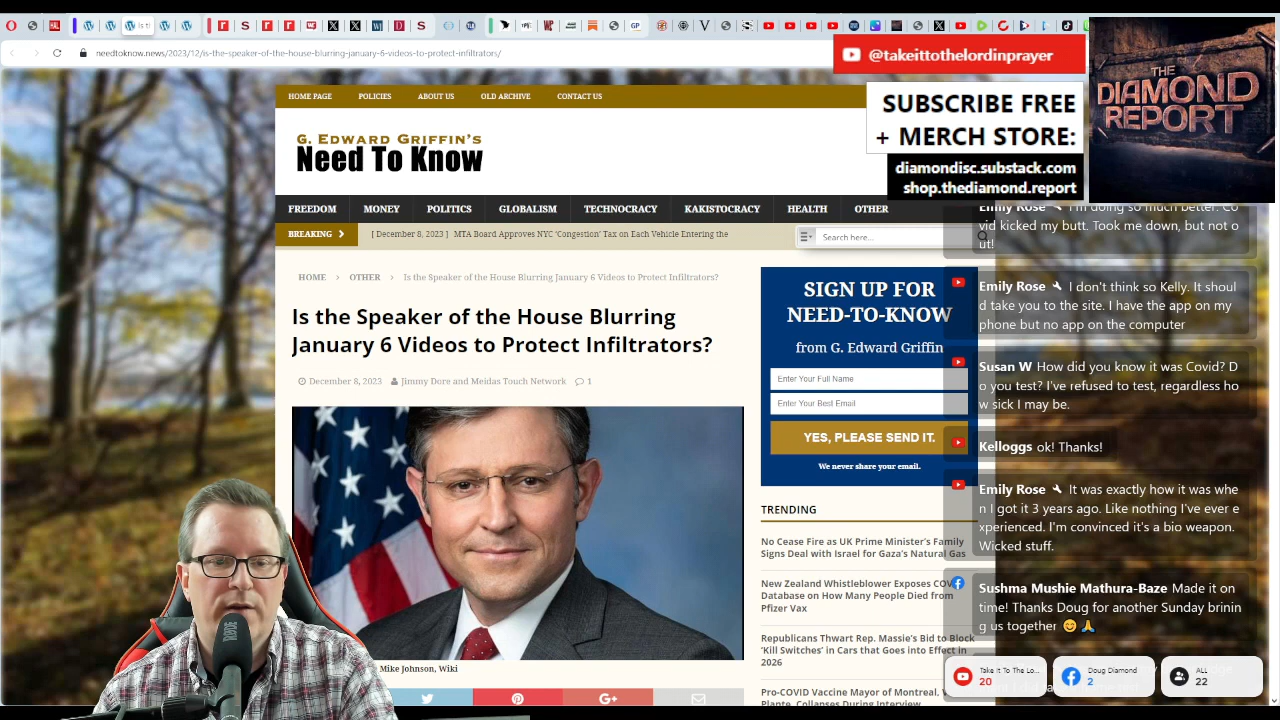 needtoknow.news/2023/12/is-the-speaker-of-the-house-blurring-january-6-videos-to-protect-infiltrators/
@takeittothelordinprayer
THE
DIAMOND
REPORT
SUBSCRIBE FREE
+ MERCH STORE:
diamondisc.substack.com
shop.thediamond.report
HOME PAGE POLICIES ABOUT US OLD ARCHIVE CONTACT US
G. EDWARD GRIFFIN'S
Need To Know
FREEDOM MONEY POLITICS GLOBALISM TECHNOCRACY KAKISTOCRACY HEALTH OTHER
BREAKING [ December 8, 2023 ] MTA Board Approves NYC ‘Congestion’ Tax on Each Vehicle Entering the
Search here...
HOME > OTHER > Is the Speaker of the House Blurring January 6 Videos to Protect Infiltrators?
Is the Speaker of the House Blurring
January 6 Videos to Protect Infiltrators?
December 8, 2023 Jimmy Dore and Meidas Touch Network 1
Mike Johnson, Wiki
RØDE
SIGN UP FOR
NEED-TO-KNOW
from G. Edward Griffin
Enter Your Full Name
Enter Your Best Email
YES, PLEASE SEND IT.
We never share your email.
TRENDING
No Cease Fire as UK Prime Minister’s Family
Signs Deal with Israel for Gaza’s Natural Gas
New Zealand Whistleblower Exposes
Database on How Many People Died from
Pfizer Vax
Republicans Thwart Rep. Massie’s Bid to Block
‘Kill Switches’ in Cars that Goes into Effect in
2026
Pro-COVID Vaccine Mayor of Montreal,
Plante, Collapses During Interview
Emily Rose I'm doing so much better. Co
vid kicked my butt. Took me down, but not o
ut!
Emily Rose I don't think so Kelly. It shoul
d take you to the site. I have the app on my
phone but no app on the computer
Susan W How did you know it was Covid? D
o you test? I've refused to test, regardless ho
w sick I may be.
Kelloggs ok! Thanks!
Emily Rose It was exactly how it was whe
n I got it 3 years ago. Like nothing I've ever e
xperienced. I'm convinced it's a bio weapon.
Wicked stuff.
Sushma Mushie Mathura-Baze Made it on
time! Thanks Doug for another Sunday brinin
g us together 😊 🙏
Take It To The Lo...
20
Doug Diamond
2
ALL
22